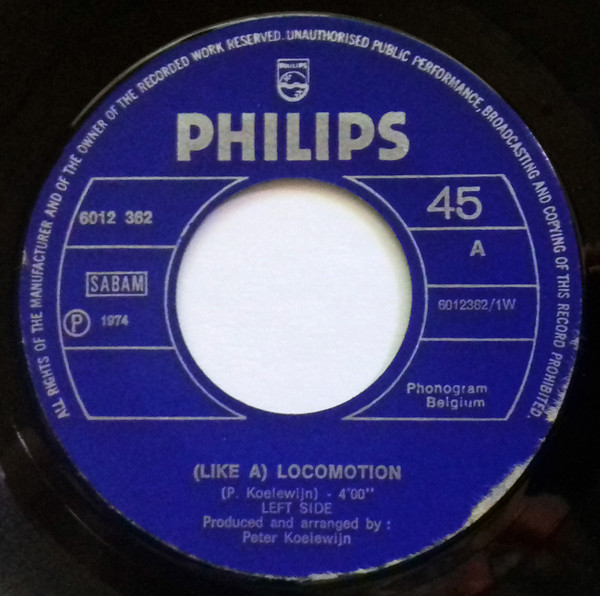 ALL RIGHTS OF THE MANUFACTURER AND OF THE OWNER OF THE RECORDED WORK RESERVED. UNAUTHORISED PUBLIC PERFORMANCE, BROADCASTING AND COPYING OF THIS RECORD PROHIBITED.
PHILIPS
PHILIPS
6012 362
45
A
SABAM
6012362/1W
Ⓟ 1974
Phonogram
Belgium
(LIKE A) LOCOMOTION
(P. Koelewijn) - 4'00"
LEFT SIDE
Produced and arranged by :
Peter Koelewijn